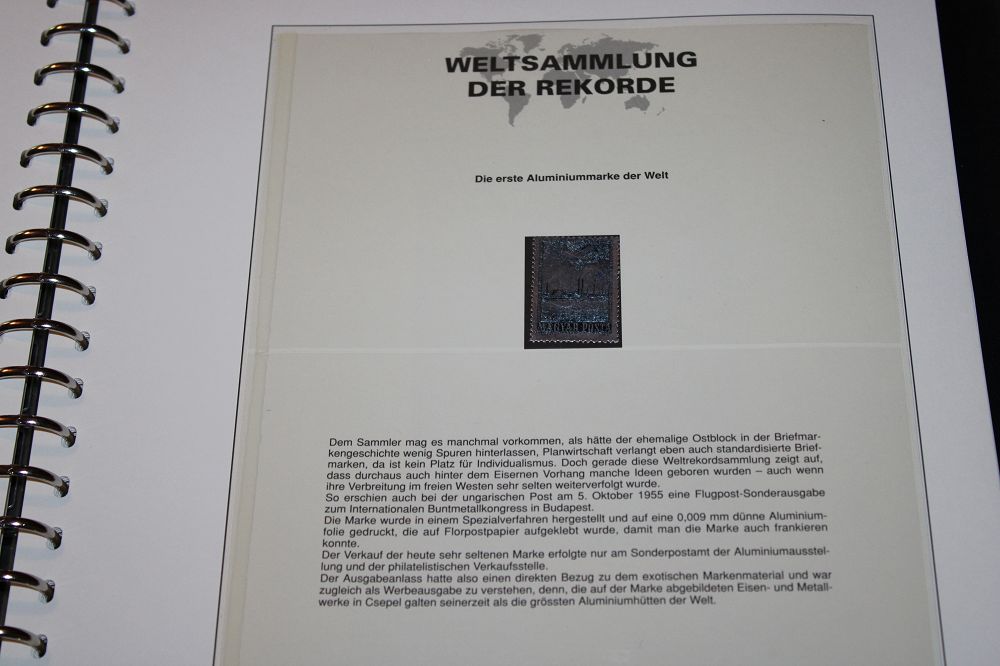 WELTSAMMLUNG
DER REKORDE
Die erste Aluminiummarke der Welt
MAGYAR POSTA
Dem Sammler mag es manchmal vorkommen, als hätte der ehemalige Ostblock in der Briefmar-
kengeschichte wenig Spuren hinterlassen, Planwirtschaft verlangt eben auch standardisierte Brief-
marken, da ist kein Platz für Individualismus. Doch gerade diese Weltrekordsammlung zeigt auf,
dass durchaus auch hinter dem Eisernen Vorhang manche Ideen geboren wurden – auch wenn
ihre Verbreitung im freien Westen sehr selten weiterverfolgt wurde.
So erschien auch bei der ungarischen Post am 5. Oktober 1955 eine Flugpost-Sonderausgabe
zum Internationalen Buntmetallkongress in Budapest.
Die Marke wurde in einem Spezialverfahren hergestellt und auf eine 0,009 mm dünne Aluminium-
folie gedruckt, die auf Florpostpapier aufgeklebt wurde, damit man die Marke auch frankieren
konnte.
Der Verkauf der heute sehr seltenen Marke erfolgte nur am Sonderpostamt der Aluminiumausstel-
lung und der philatelistischen Verkaufsstelle.
Der Ausgabeanlass hatte also einen direkten Bezug zu dem exotischen Markenmaterial und war
zugleich als Werbeausgabe zu verstehen, denn, die auf der Marke abgebildeten Eisen- und Metall-
werke in Csepel galten seinerzeit als die grössten Aluminiumhütten der Welt.